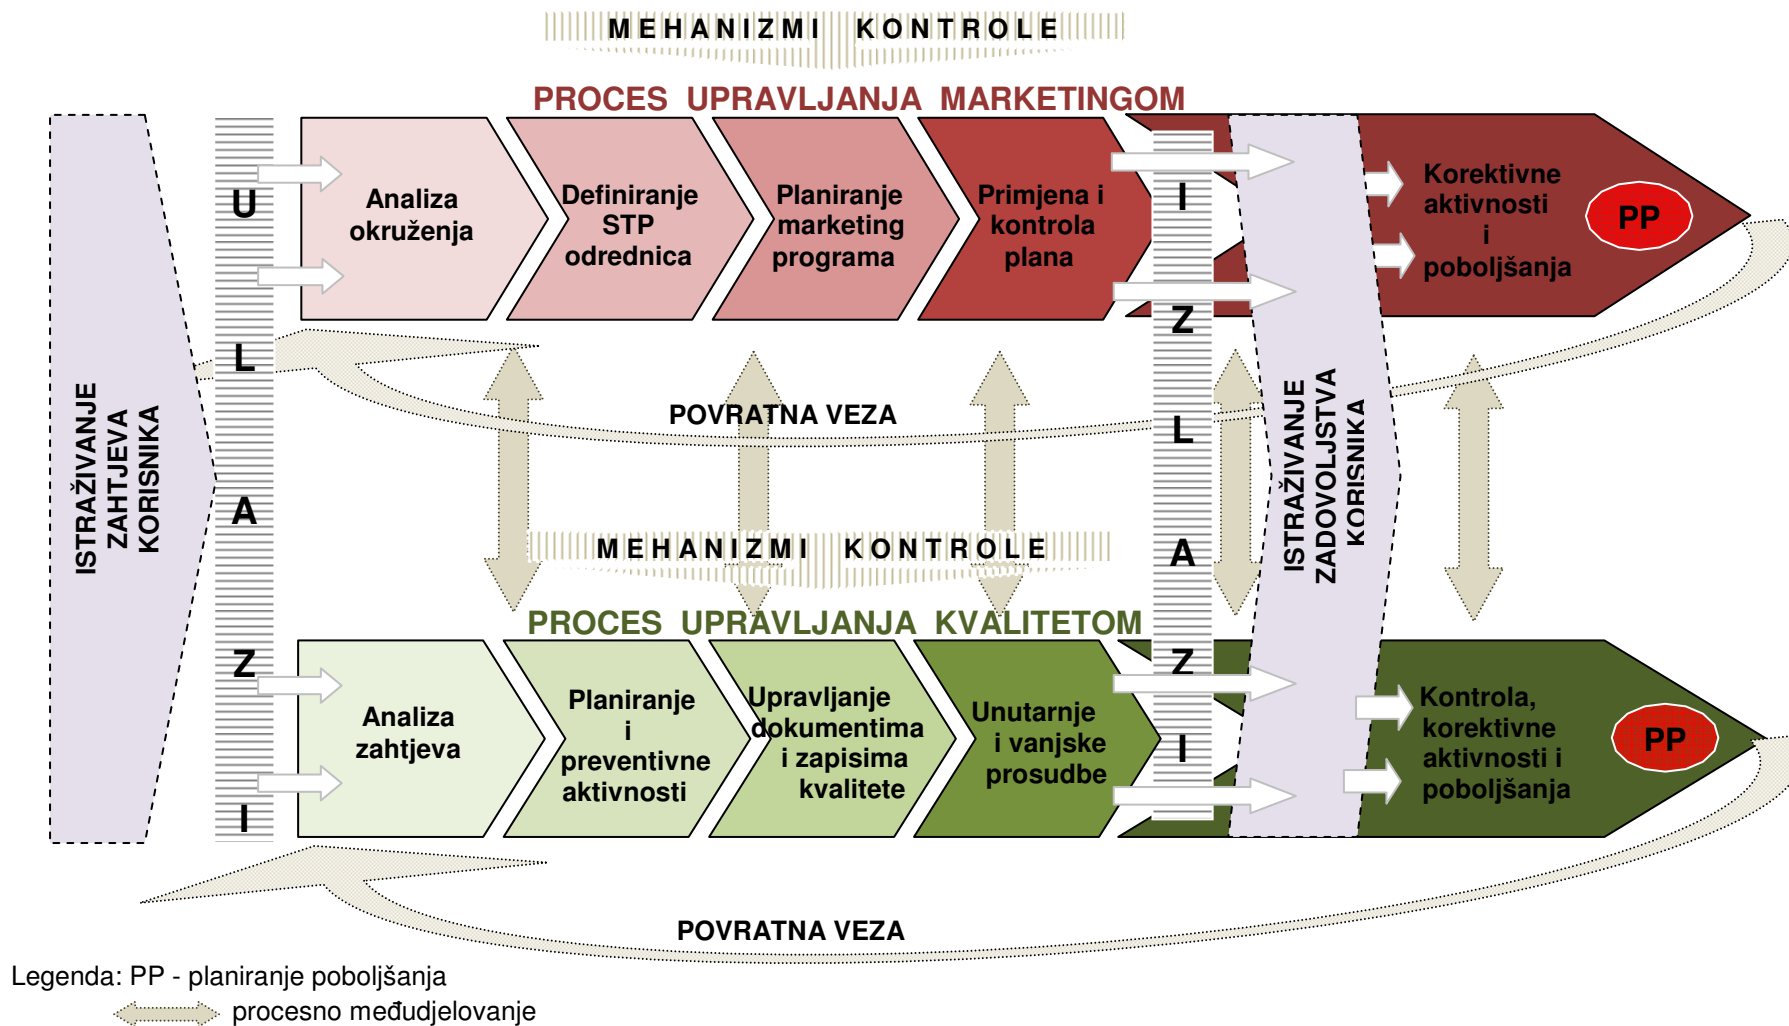 MEHANIZMI KONTROLE
PROCES UPRAVLJANJA MARKETINGOM
ISTRAŽIVANJE
ZAHTJEVA
KORISNIKA
U
L
A
Z
I
Analiza
okruženja
Definiranje
STP
odrednica
Planiranje
marketing
programa
Primjena i
kontrola
plana
I
Z
L
A
Z
I
ISTRAŽIVANJE
ZADOVOLJSTVA
KORISNIKA
Korektivne
aktivnosti
i
poboljšanja
PP
POVRATNA VEZA
MEHANIZMI KONTROLE
PROCES UPRAVLJANJA KVALITETOM
Analiza
zahtjeva
Planiranje
i
preventivne
aktivnosti
Upravljanje
dokumentima
i zapisima
kvalitete
Unutarnje
i vanjske
prosudbe
Kontrola,
korektivne
aktivnosti i
poboljšanja
PP
POVRATNA VEZA
Legenda: PP - planiranje poboljšanja
procesno međudjelovanje